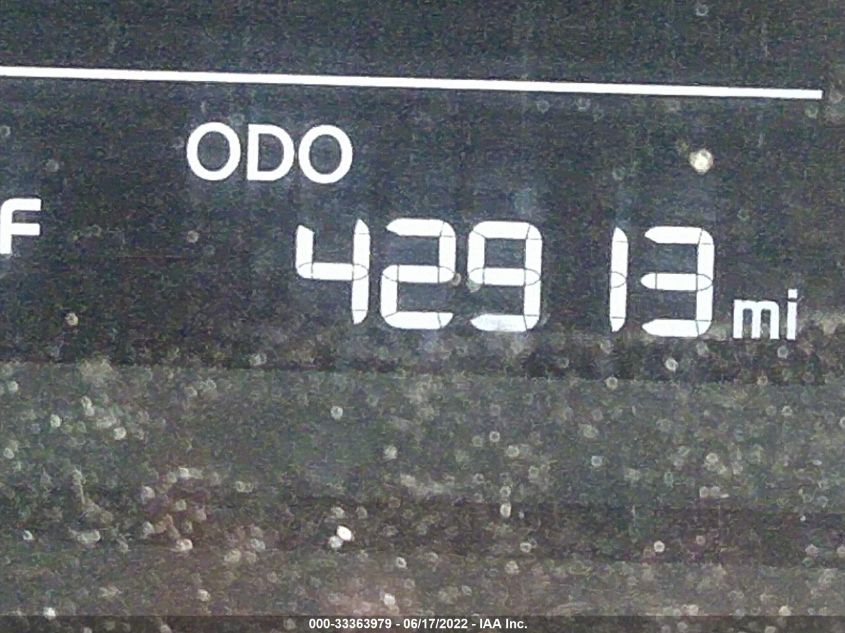 ODO
F
42913 mi
000-33363979 - 06/17/2022 - IAA Inc.